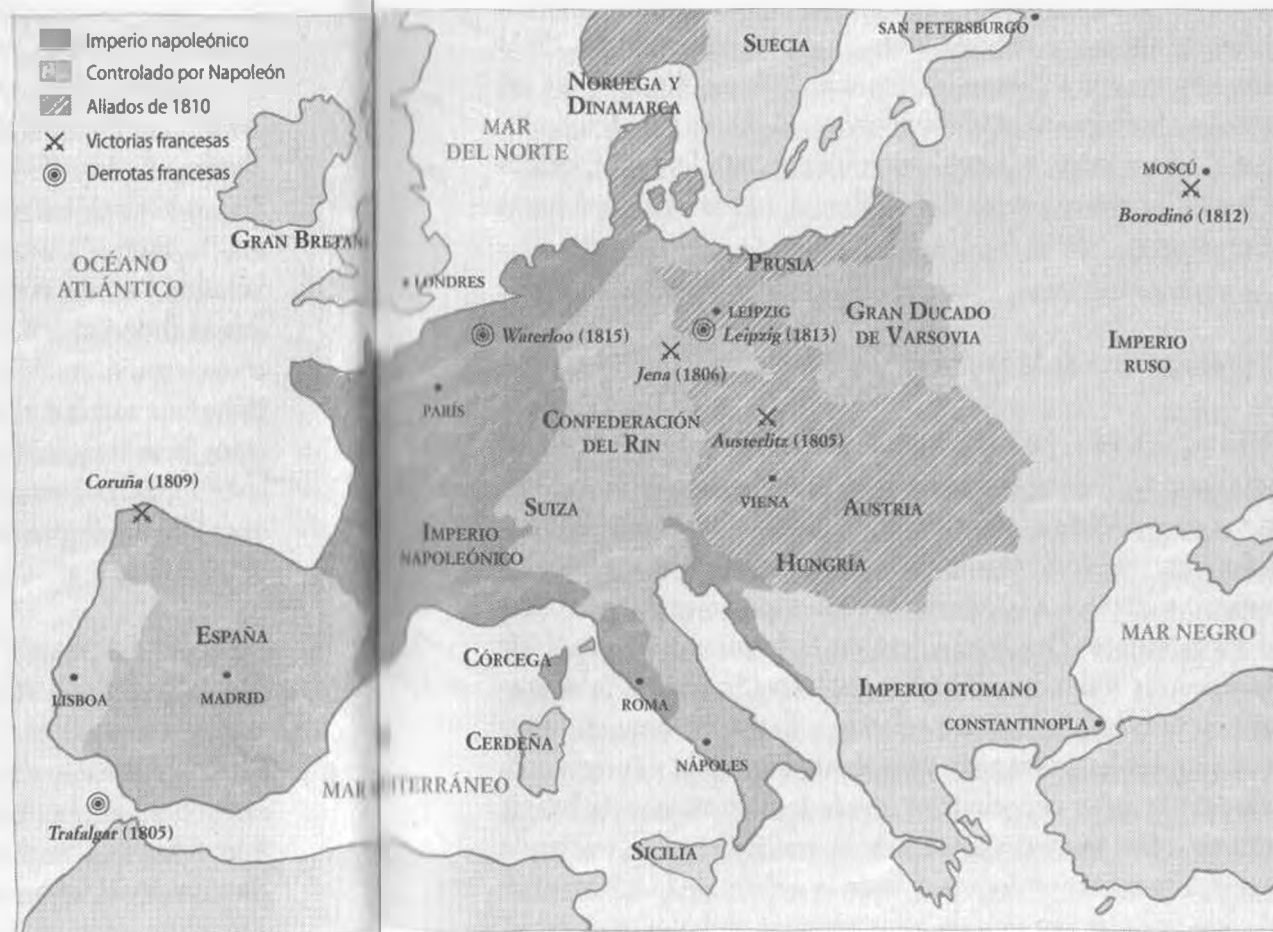 Imperio napoleónico
Controlado por Napoleón
Aliados de 1810
Victorias francesas
Derrotas francesas
SAN PETERSBURGO
SUECIA
NORUEGA Y
DINAMARCA
MAR
DEL NORTE
MOSCÚ
Borodinó (1812)
GRAN BRETAÑ
OCÉANO
ATLÁNTICO
LONDRES
PRUSIA
LEIPZIG
Leipzig (1813)
GRAN DUCADO
DE VARSOVIA
IMPERIO
RUSO
Waterloo (1815)
Jena (1806)
PARÍS
CONFEDERACIÓN
DEL RIN
Austerlitz (1805)
VIENA
AUSTRIA
Coruña (1809)
SUIZA
IMPERIO
NAPOLEÓNICO
HUNGRÍA
ESPAÑA
MAR NEGRO
CÓRCEGA
LISBOA
MADRID
ROMA
IMPERIO OTOMANO
CONSTANTINOPLA
CERDEÑA
NÁPOLES
MAR DITERRÁNEO
Trafalgar (1805)
SICILIA